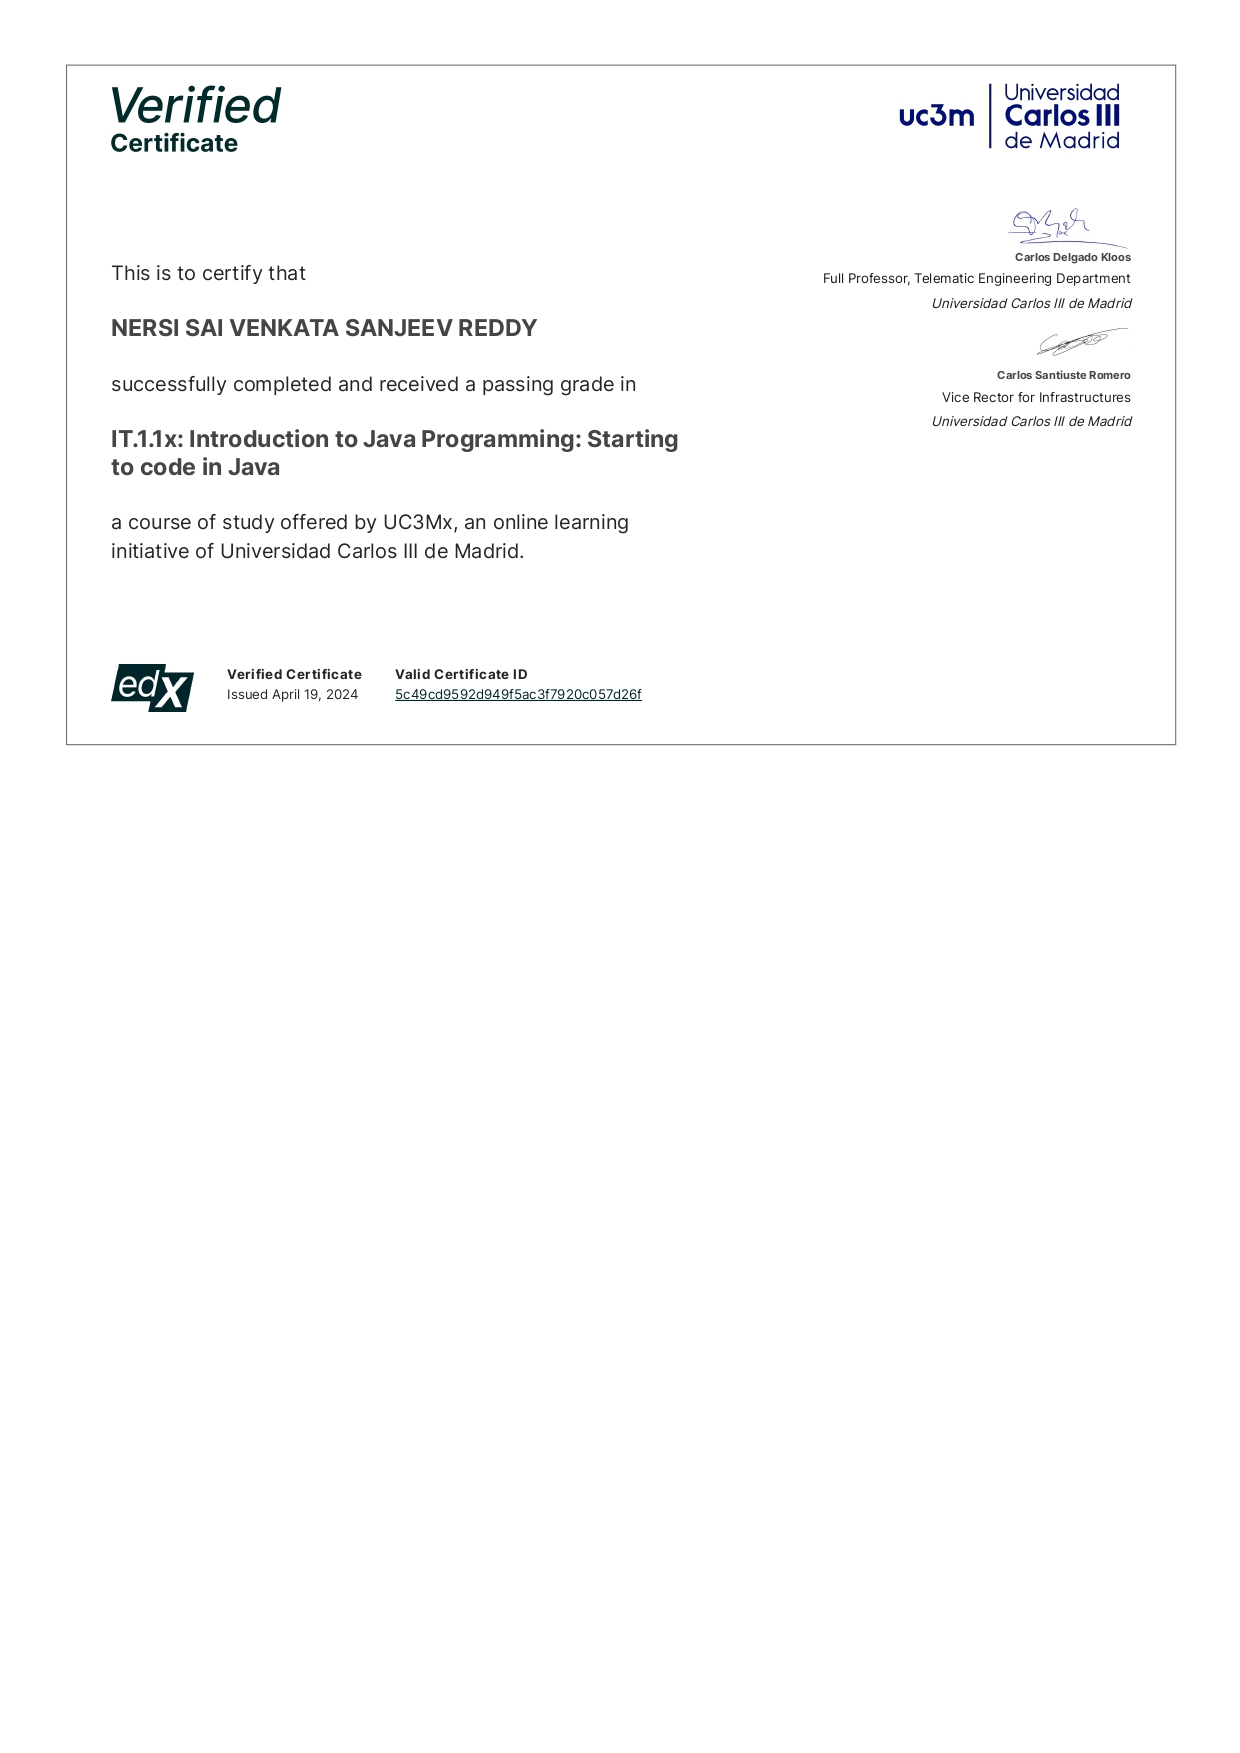 Verified
Certificate
uc3m
Universidad
Carlos III
de Madrid
Carlos Delgado Kloos
Full Professor, Telematic Engineering Department
Universidad Carlos III de Madrid
Carlos Santiuste Romero
Vice Rector for Infrastructures
Universidad Carlos III de Madrid
This is to certify that
NERSI SAI VENKATA SANJEEV REDDY
successfully completed and received a passing grade in
IT.1.1x: Introduction to Java Programming: Starting
to code in Java
a course of study offered by UC3Mx, an online learning
initiative of Universidad Carlos III de Madrid.
edX
Verified Certificate
Issued April 19, 2024
Valid Certificate ID
5c49cd9592d949f5ac3f7920c057d26f